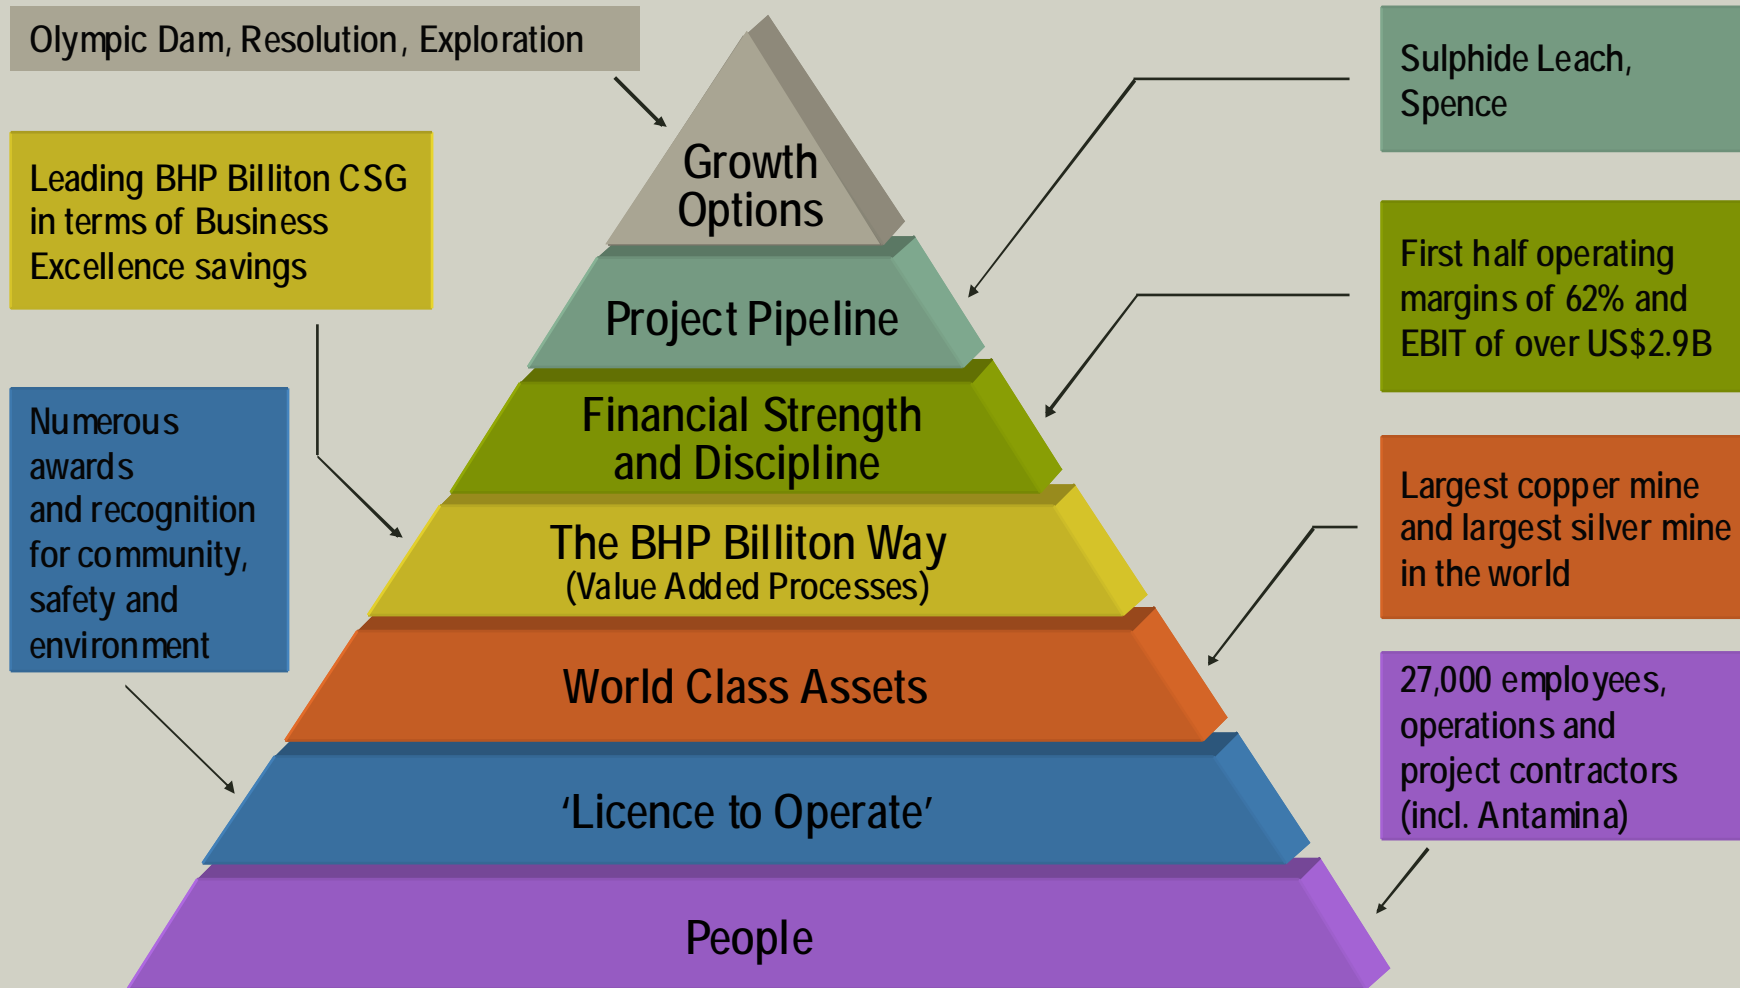 Olympic Dam, Resolution, Exploration
Leading BHP Billiton CSG
in terms of Business
Excellence savings
Numerous
awards
and recognition
for community,
safety and
environment
Growth
Options
Project Pipeline
Financial Strength
and Discipline
The BHP Billiton Way
(Value Added Processes)
World Class Assets
‘Licence to Operate’
People
Sulphide Leach,
Spence
First half operating
margins of 62% and
EBIT of over US$2.9B
Largest copper mine
and largest silver mine
in the world
27,000 employees,
operations and
project contractors
(incl. Antamina)